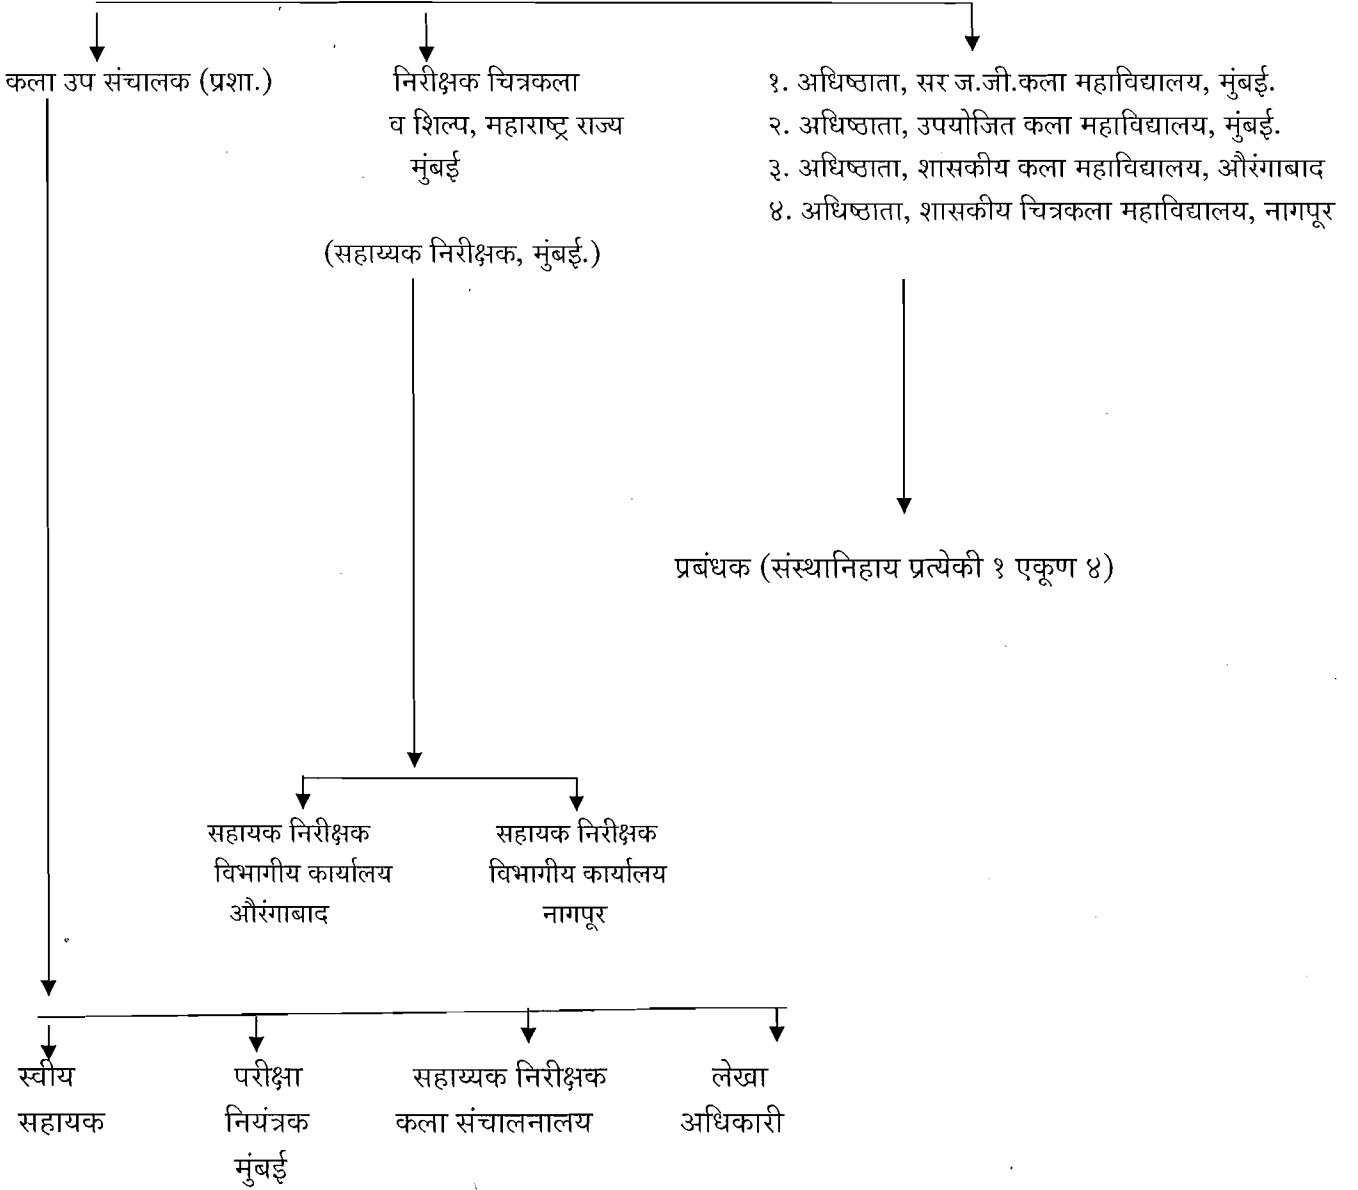 कला उप संचालक (प्रशा.)
निरीक्षक चित्रकला
व शिल्प, महाराष्ट्र राज्य
मुंबई
(सहाय्यक निरीक्षक, मुंबई.)
१. अधिष्ठाता, सर ज.जी.कला महाविद्यालय, मुंबई.
२. अधिष्ठाता, उपयोजित कला महाविद्यालय, मुंबई.
३. अधिष्ठाता, शासकीय कला महाविद्यालय, औरंगाबाद
४. अधिष्ठाता, शासकीय चित्रकला महाविद्यालय, नागपूर
प्रबंधक (संस्थानिहाय प्रत्येकी १ एकूण ४)
सहायक निरीक्षक
विभागीय कार्यालय
औरंगाबाद
सहायक निरीक्षक
विभागीय कार्यालय
नागपूर
स्वीय
सहायक
परीक्षा
नियंत्रक
मुंबई
सहाय्यक निरीक्षक
कला संचालनालय
लेखा
अधिकारी